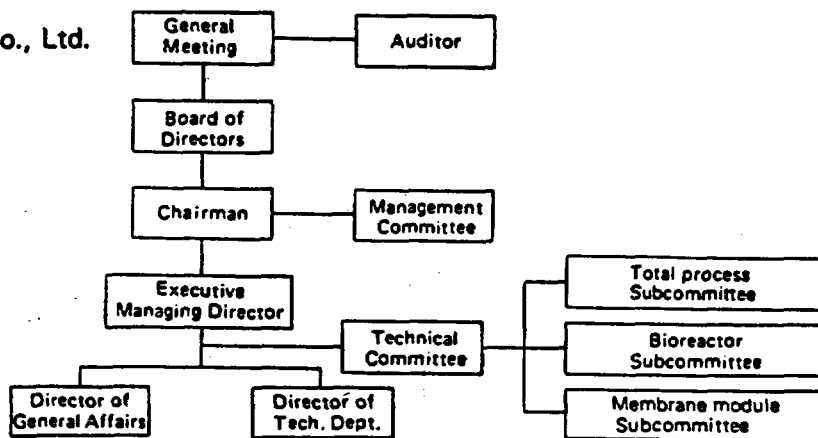 o., Ltd.
General
Meeting
Auditor
Board of
Directors
Chairman
Management
Committee
Executive
Managing Director
Technical
Committee
Total process
Subcommittee
Bioreactor
Subcommittee
Membrane module
Subcommittee
Director of
General Affairs
Director of
Tech. Dept.